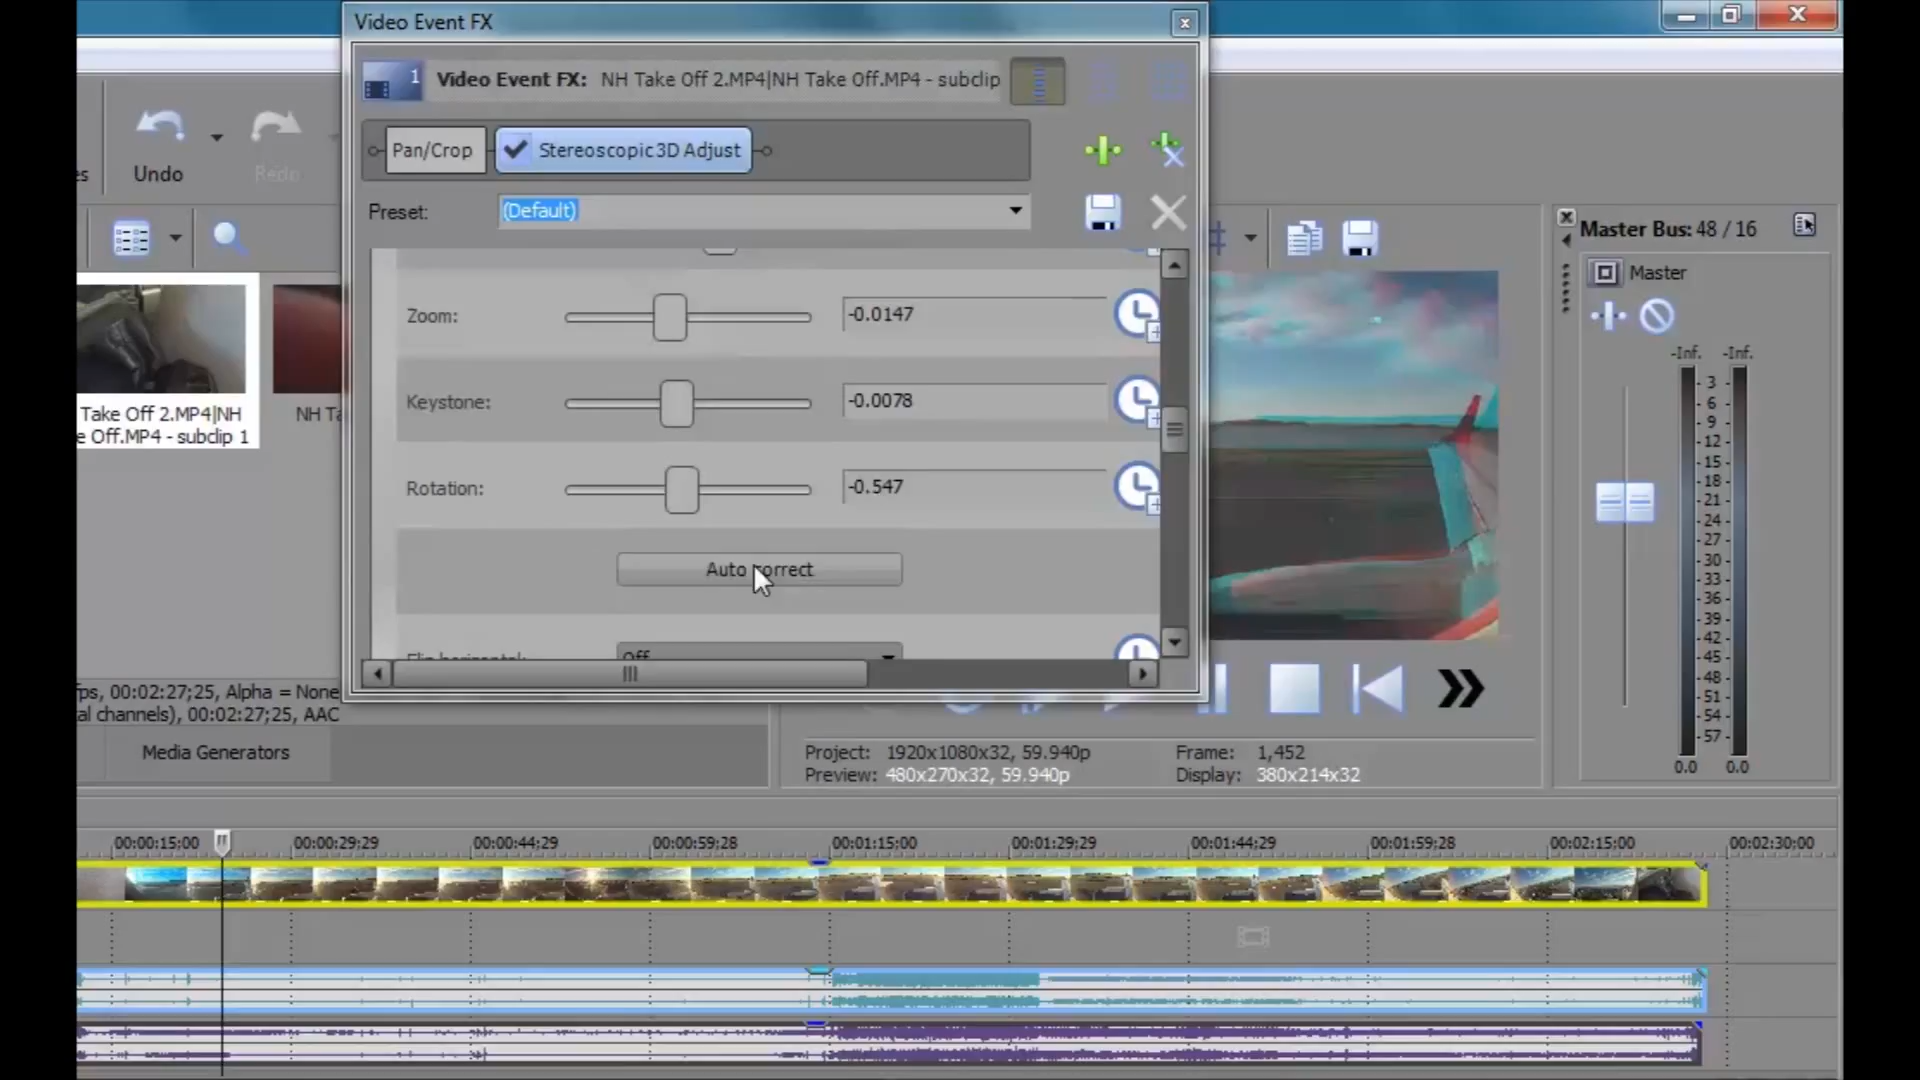 Video Event FX
1
Video Event FX: NH Take Off 2.MP4|NH Take Off.MP4 - subclip
Pan/Crop
Stereoscopic3D Adjust
Undo
Redo
Preset:
(Default)
Zoom:
-0.0147
Keystone:
-0.0078
Rotation:
-0.547
Auto correct
Off
Take Off 2.MP4|NH
e Off.MP4 - subclip 1
NH Ta
ps, 00:02:27;25, Alpha = None
al channels), 00:02:27;25, AAC
Media Generators
Project: 1920x1080x32, 59.940p
Preview: 480x270x32, 59.940p
Frame: 1,452
Display: 380x214x32
Master Bus: 48 / 16
Master
-Inf. -Inf.
- 3 -
- 6 -
- 9 -
-12 -
-15 -
-18 -
-21 -
-24 -
-27 -
-30 -
-33 -
-36 -
-39 -
-42 -
-45 -
-48 -
-51 -
-54 -
-57 -
0.0 0.0
00:00:15;00
00:00:29;29
00:00:44;29
00:00:59;28
00:01:15;00
00:01:29;29
00:01:44;29
00:01:59;28
00:02:15;00
00:02:30;00